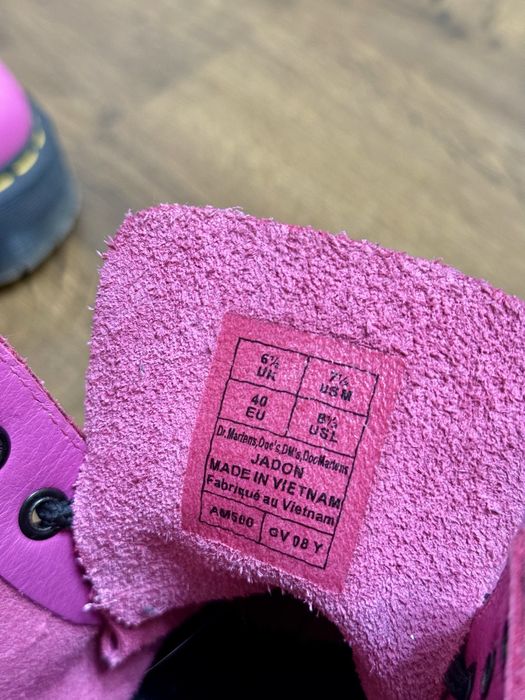 6½ UK 7½ USM
40 EU 8½ USL
Dr.Martens,Doc's,DM's,DocMartens
JADON
MADE IN VIETNAM
Fabriqué au Vietnam
AM500 GV 08 Y